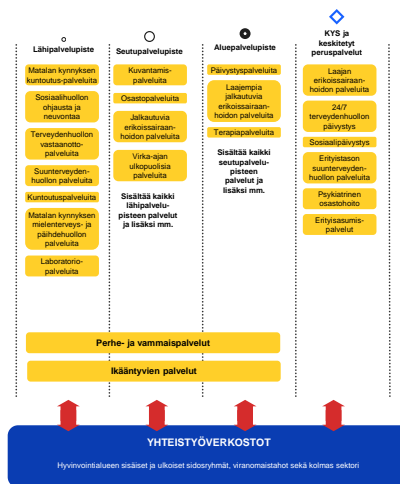 Lähipalvelupiste
Matalan kynnyksen
kuntoutus-palveluita
Sosiaalihuollon
ohjausta ja
neuvontaa
Terveydenhuollon
vastaanotto-
palveluita
Suunterveyden-
huollon palveluita
Kuntoutuspalveluita
Matalan kynnyksen
mielenterveys- ja
päihdehuollon
palveluita
Laboratorio-
palveluita
Seutupalvelupiste
Kuvantamis-
palveluita
Osastopalveluita
Jalkautuvia
erikoissairaan-
hoidon palveluita
Virka-ajan
ulkopuolisia
palveluita
Sisältää kaikki
lähipalvelu-
pisteen palvelut
ja lisäksi mm.
Aluepalvelupiste
Päivystyspalveluita
Laajempia
jalkautuvia
erikoissairaan-
hoidon palveluita
Terapiapalveluita
Sisältää kaikki
seutupalvelu-
pisteen
palvelut ja
lisäksi mm.
KYS ja
keskitetyt
peruspalvelut
Laajan
erikoissairaan-
hoidon palveluita
24/7
terveydenhuollon
päivystys
Sosiaalipäivystys
Erityistason
suunterveyden-
huollon palveluita
Psykiatrinen
osastohoito
Erityisasumis-
palvelut
Perhe- ja vammaispalvelut
Ikääntyvien palvelut
YHTEISTYÖVERKOSTOT
Hyvinvointialueen sisäiset ja ulkoiset sidosryhmät, viranomaistahot sekä kolmas sektori